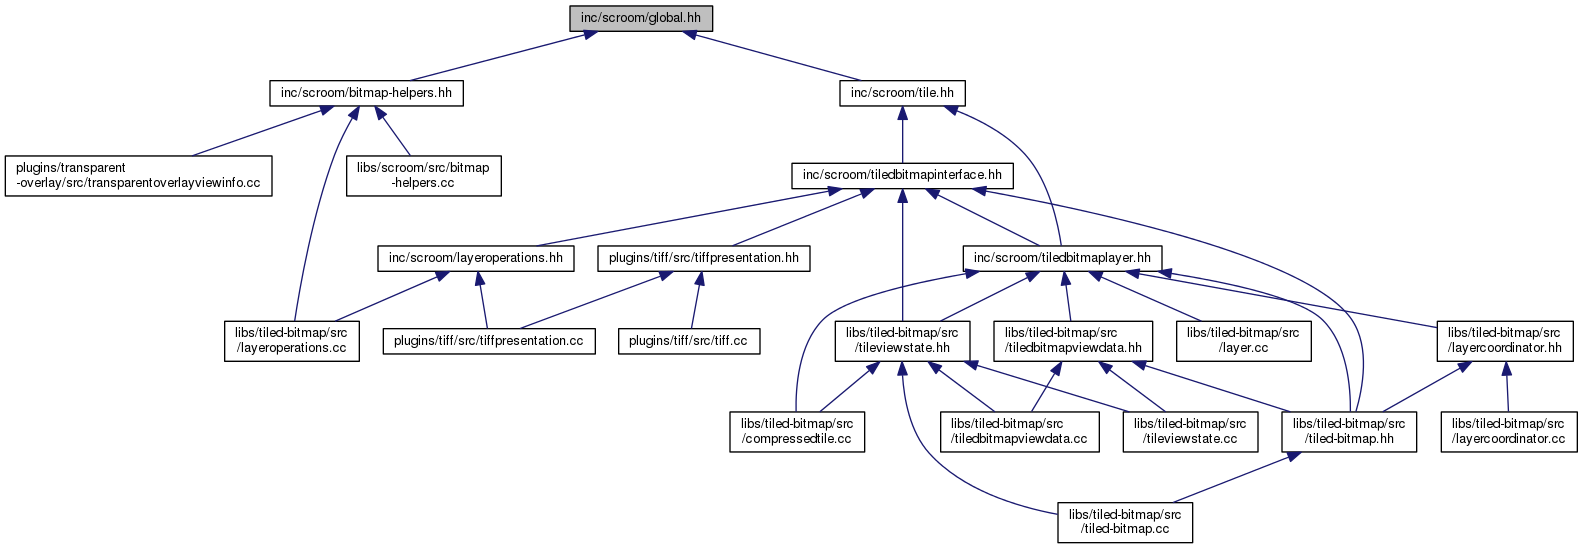 inc/scroom/global.hh
inc/scroom/bitmap-helpers.hh
inc/scroom/tile.hh
plugins/transparent
-overlay/src/transparentoverlayviewinfo.cc
libs/scroom/src/bitmap
-helpers.cc
inc/scroom/tiledbitmapinterface.hh
inc/scroom/layeroperations.hh
plugins/tiff/src/tiffpresentation.hh
inc/scroom/tiledbitmaplayer.hh
libs/tiled-bitmap/src
/layeroperations.cc
plugins/tiff/src/tiffpresentation.cc
plugins/tiff/src/tiff.cc
libs/tiled-bitmap/src
/tileviewstate.hh
libs/tiled-bitmap/src
/tiledbitmapviewdata.hh
libs/tiled-bitmap/src
/layer.cc
libs/tiled-bitmap/src
/layercoordinator.hh
libs/tiled-bitmap/src
/compressedtile.cc
libs/tiled-bitmap/src
/tiledbitmapviewdata.cc
libs/tiled-bitmap/src
/tileviewstate.cc
libs/tiled-bitmap/src
/tiled-bitmap.hh
libs/tiled-bitmap/src
/layercoordinator.cc
libs/tiled-bitmap/src
/tiled-bitmap.cc